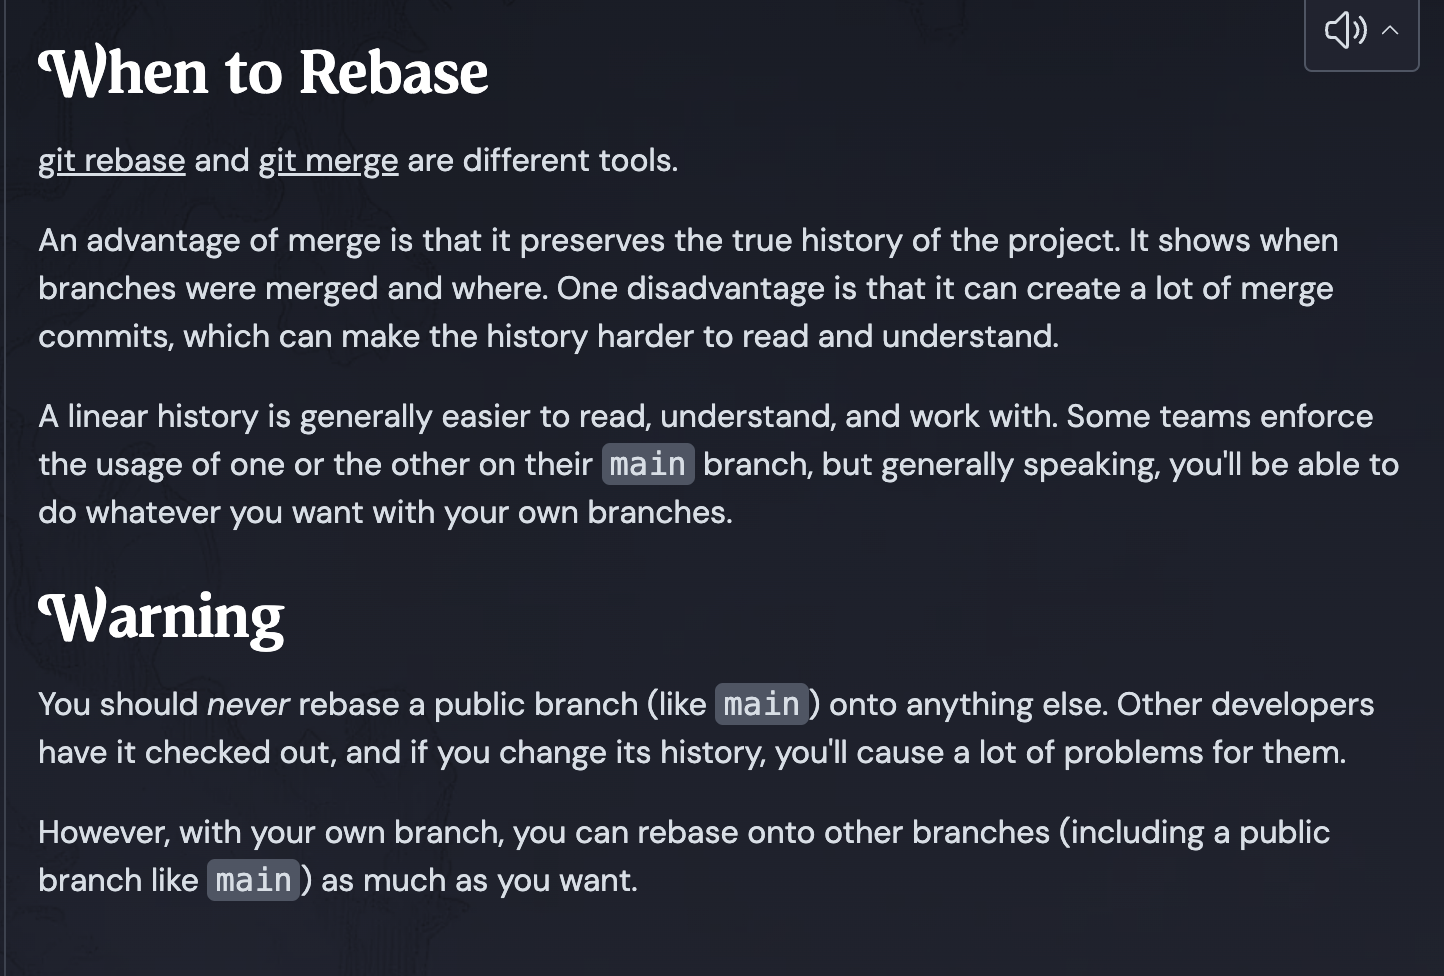 When to Rebase
git rebase and git merge are different tools.
An advantage of merge is that it preserves the true history of the project. It shows when
branches were merged and where. One disadvantage is that it can create a lot of merge
commits, which can make the history harder to read and understand.
A linear history is generally easier to read, understand, and work with. Some teams enforce
the usage of one or the other on their main branch, but generally speaking, you'll be able to
do whatever you want with your own branches.
Warning
You should never rebase a public branch (like main) onto anything else. Other developers
have it checked out, and if you change its history, you'll cause a lot of problems for them.
However, with your own branch, you can rebase onto other branches (including a public
branch like main) as much as you want.